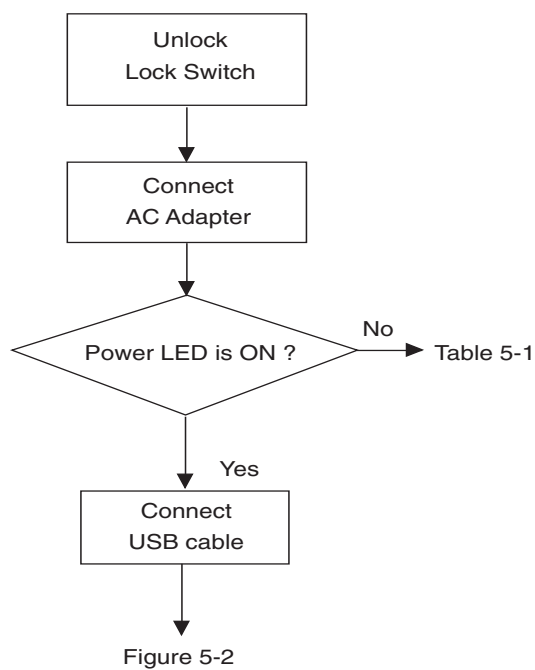 Unlock
Lock Switch
Connect
AC Adapter
Power LED is ON ?
No
Table 5-1
Yes
Connect
USB cable
Figure 5-2